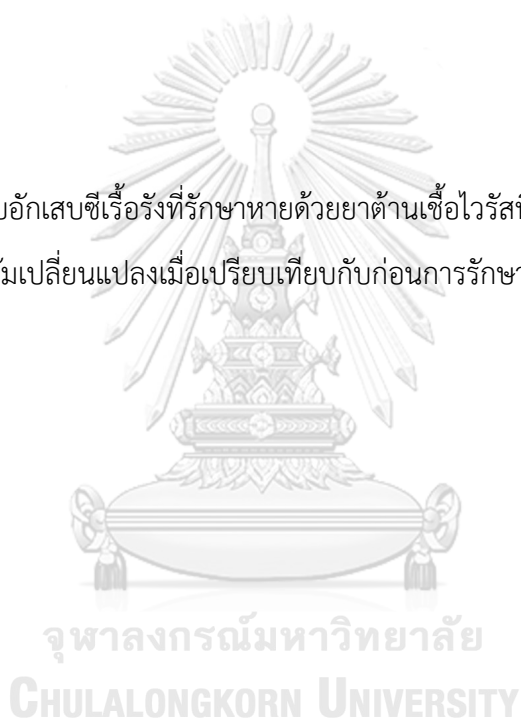 บอักเสบซีเรื้อรังที่รักษาหายด้วยยาต้านเชื้อไวรัส
เปลี่ยนแปลงเมื่อเปรียบเทียบกับก่อนการรักษา
จุฬาลงกรณ์มหาวิทยาลัย
CHULALONGKORN UNIVERSITY